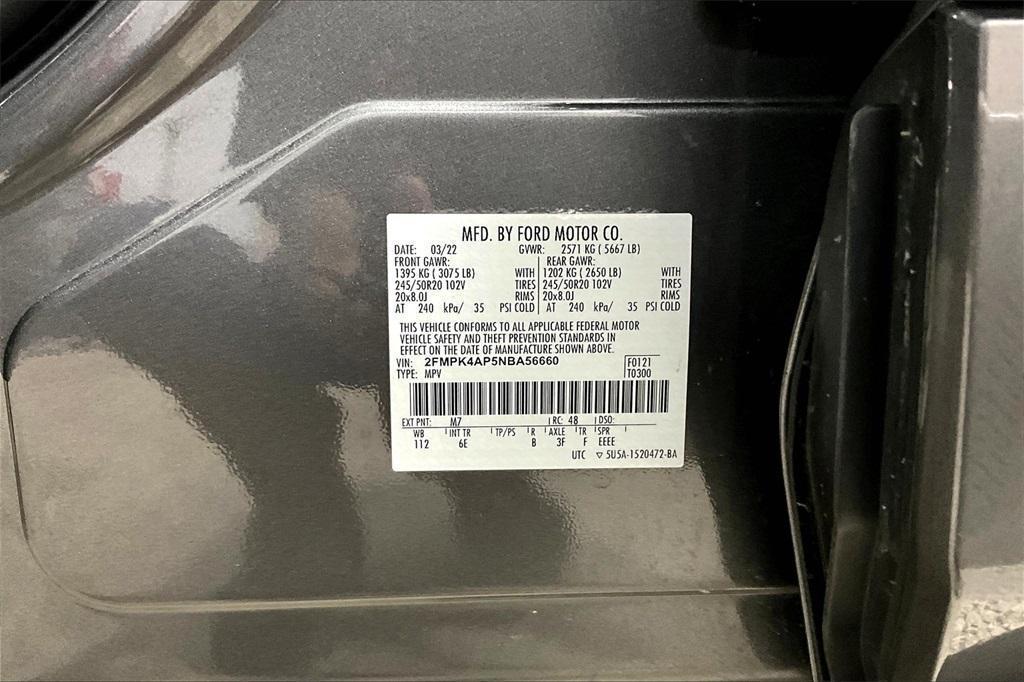 MFD. BY FORD MOTOR CO.
DATE: 03/22 GVWR: 2571 KG ( 5667 LB)
FRONT GAWR: REAR GAWR:
1395 KG ( 3075 LB) WITH 1202 KG ( 2650 LB) WITH
245/50R20 102V TIRES 245/50R20 102V TIRES
20x8.0J RIMS 20x8.0J RIMS
AT 240 kPa/ 35 PSI COLD AT 240 kPa/ 35 PSI COLD
THIS VEHICLE CONFORMS TO ALL APPLICABLE FEDERAL MOTOR
VEHICLE SAFETY AND THEFT PREVENTION STANDARDS IN
EFFECT ON THE DATE OF MANUFACTURE SHOWN ABOVE.
VIN: 2FMPK4AP5NBA56660 F0121
TYPE: MPV T0300
EXT PNT: M7 RC: 48 DSO:
WB INT TR TP/PS R AXLE TR SPR
112 6E B 3F F EEEE
UTC ▽ 5U5A-1520472-BA